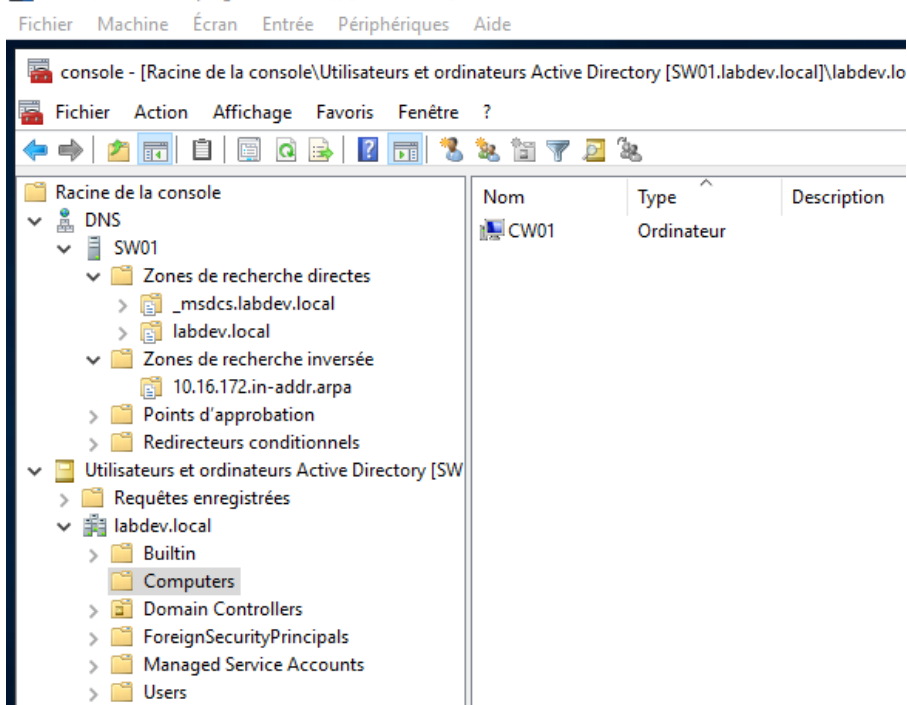 Fichier Machine Écran Entrée Périphériques Aide
console - [Racine de la console\Utilisateurs et ordinateurs Active Directory [SW01.labdev.local]\labdev.lo
Fichier Action Affichage Favoris Fenêtre ?
Racine de la console
DNS
SW01
Zones de recherche directes
_msdcs.labdev.local
labdev.local
Zones de recherche inversée
10.16.172.in-addr.arpa
Points d'approbation
Redirecteurs conditionnels
Utilisateurs et ordinateurs Active Directory [SW
Requêtes enregistrées
labdev.local
Builtin
Computers
Domain Controllers
ForeignSecurityPrincipals
Managed Service Accounts
Users
Nom Type Description
CW01 Ordinateur